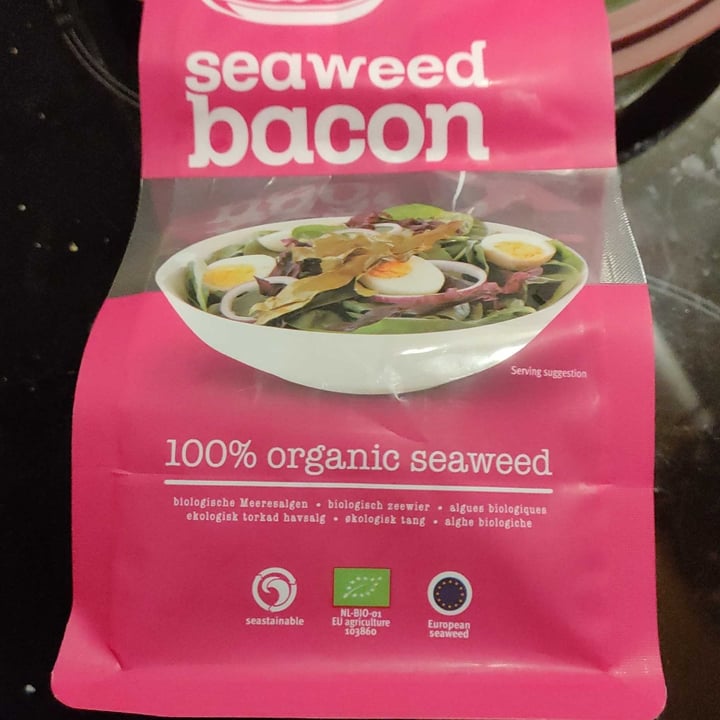 seaweed
bacon
Serving suggestion
100% organic seaweed
biologische Meeresalgen • biologisch zeewier • algues biologiques
ekologisk torkad havsalg • økologisk tang • alghe biologiche
seastainable
NL-BIO-01
EU agriculture
103860
European
seaweed